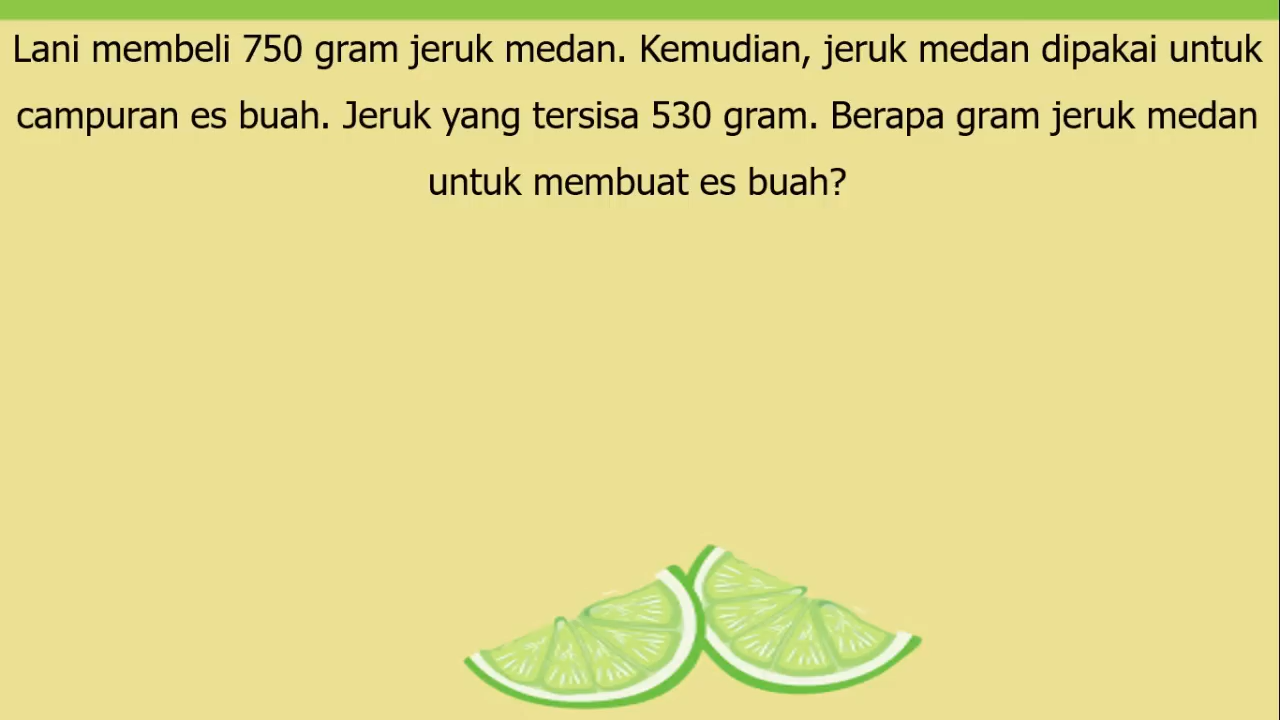 Lani membeli 750 gram jeruk medan. Kemudian, jeruk medan dipakai untuk
campuran es buah. Jeruk yang tersisa 530 gram. Berapa gram jeruk medan
untuk membuat es buah?